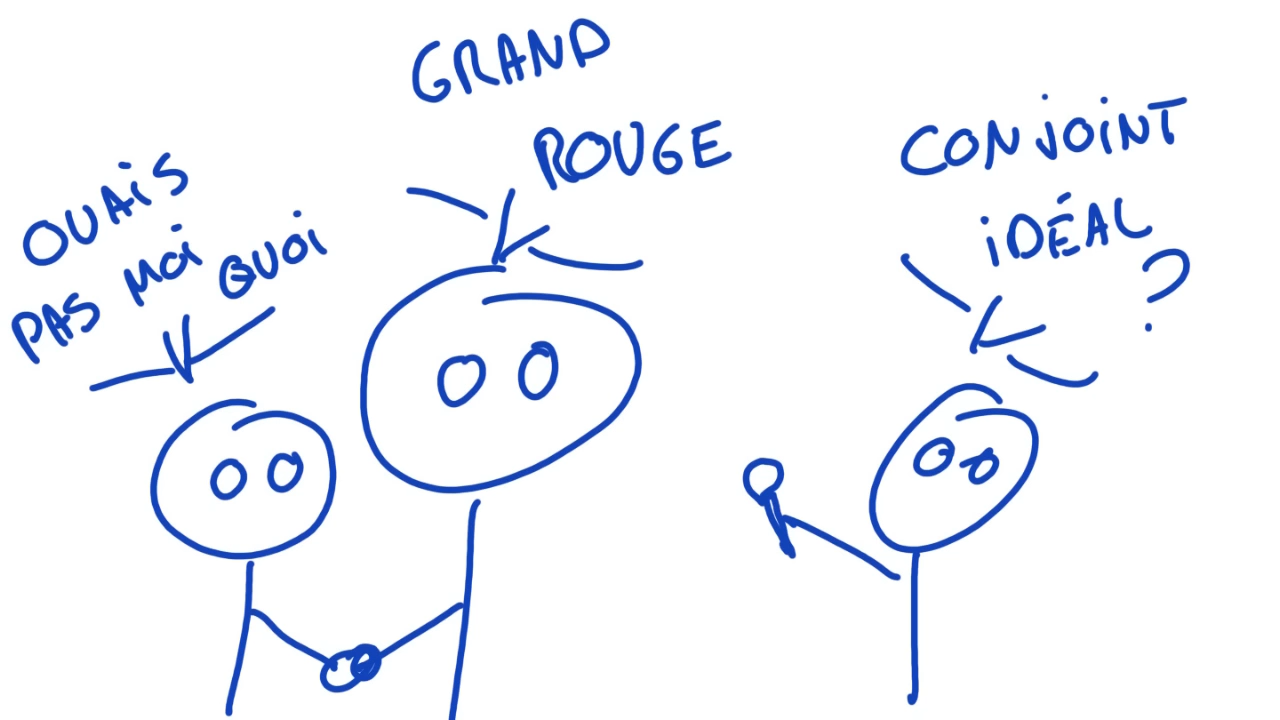 OUAIS
PAS MOI QUOI
GRAND
ROUGE
CONJOINT
IDÉAL
?